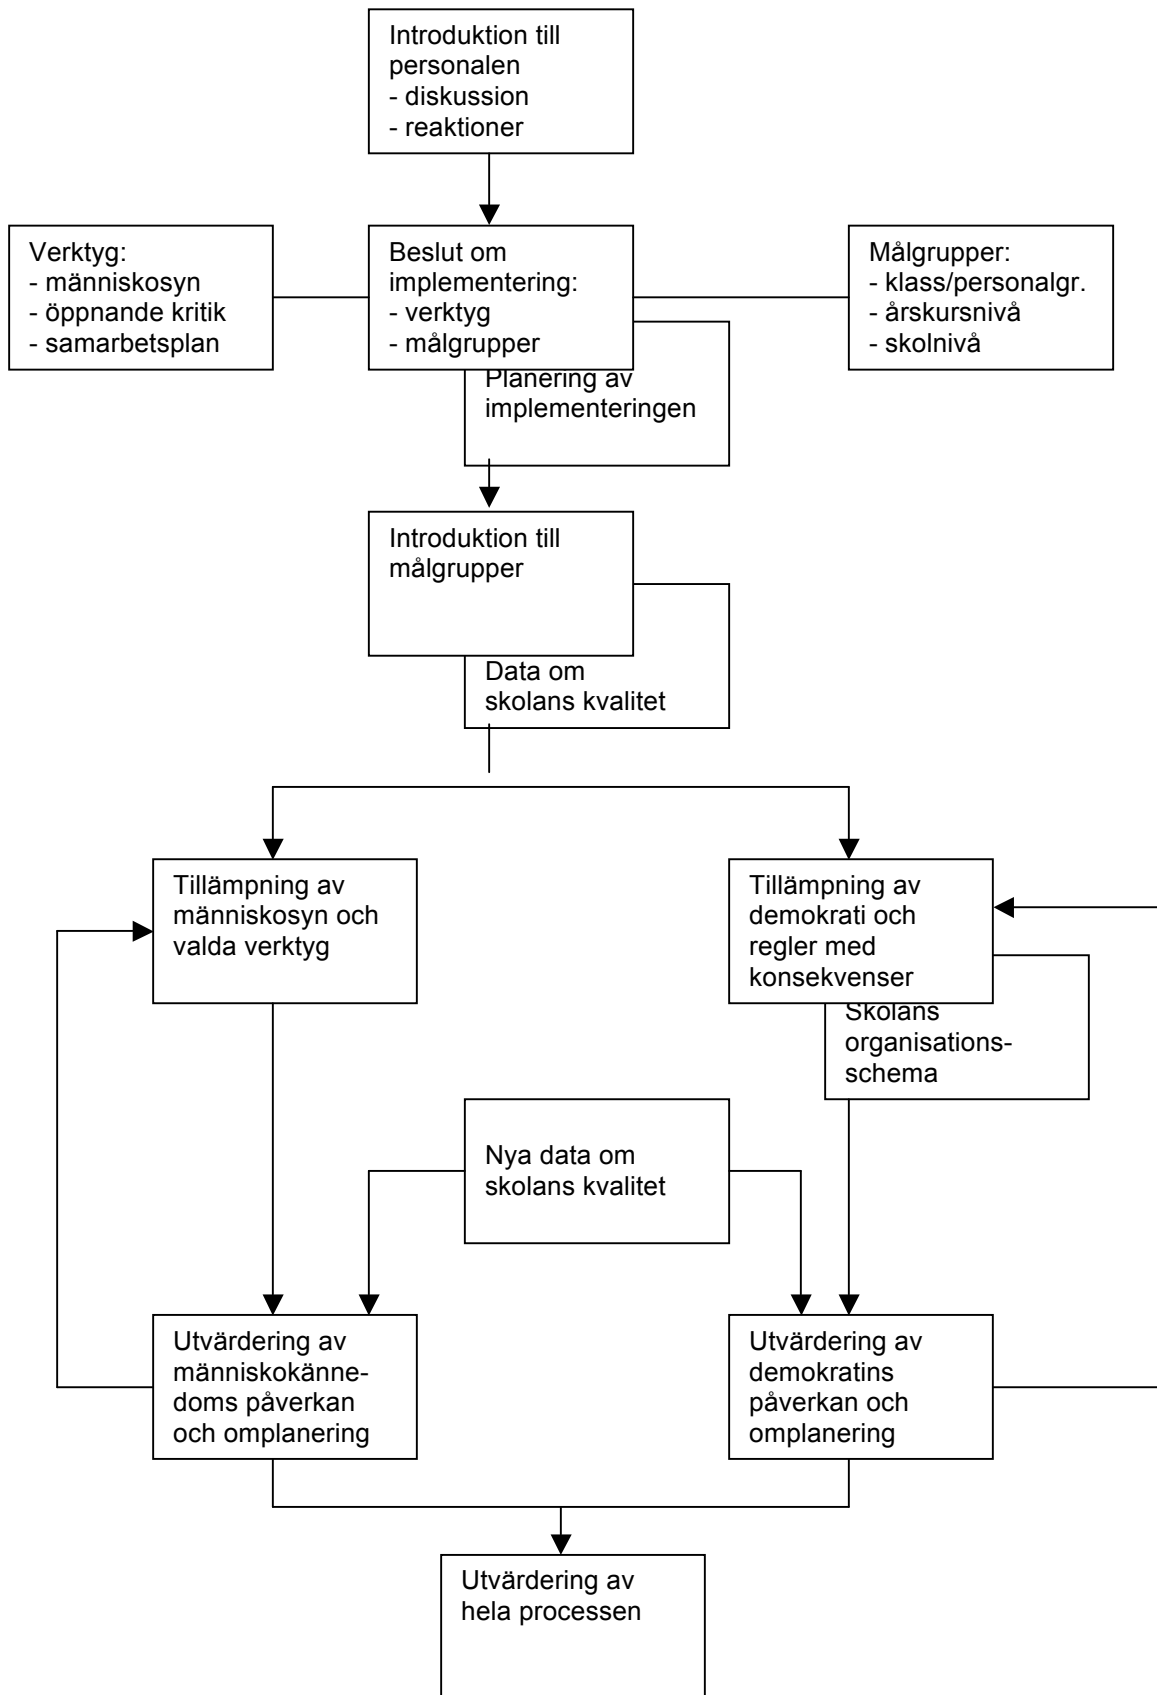 Introduktion till
personalen
- diskussion
- reaktioner
Verktyg:
- människosyn
- öppnande kritik
- samarbetsplan
Beslut om
implementering:
- verktyg
- målgrupper
Målgrupper:
- klass/personalgr.
- årskursnivå
- skolnivå
Planering av
implementeringen
Introduktion till
målgrupper
Data om
skolans kvalitet
Tillämpning av
människosyn och
valda verktyg
Tillämpning av
demokrati och
regler med
konsekvenser
Skolans
organisations-
schema
Nya data om
skolans kvalitet
Utvärdering av
människokänne-
doms påverkan
och omplanering
Utvärdering av
demokratins
påverkan och
omplanering
Utvärdering av
hela processen